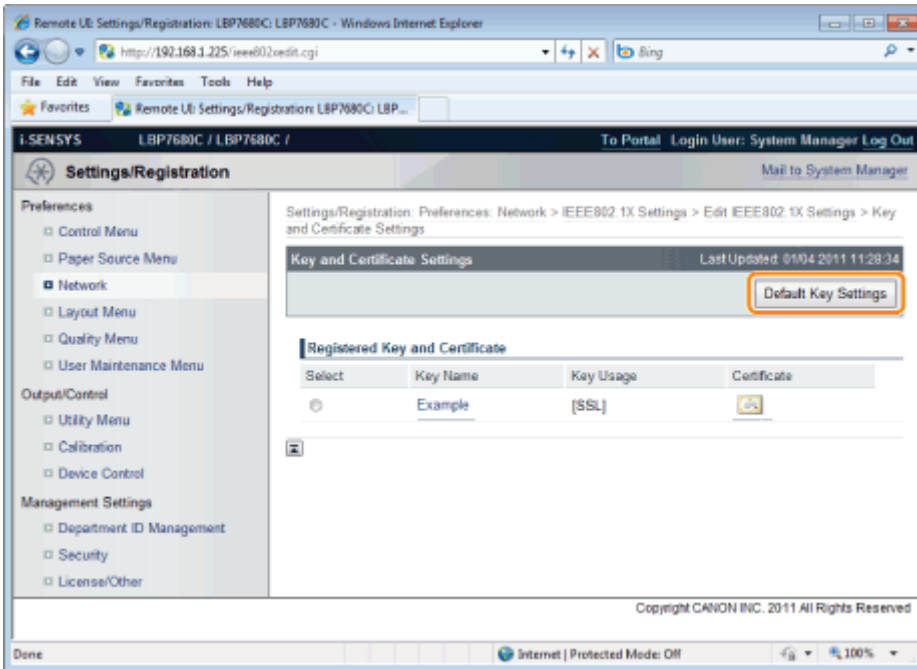 Remote UI: Settings/Registration: LBP7680C: LBP7680C - Windows Internet Explorer
http://192.168.1.225/ieee802xedit.cgi
Bing
File Edit View Favorites Tools Help
Favorites
Remote UI: Settings/Registration: LBP7680C: LBP...
i-SENSYS LBP7680C / LBP7680C /
To Portal Login User: System Manager Log Out
Settings/Registration
Mail to System Manager
Preferences
Control Menu
Paper Source Menu
Network
Layout Menu
Quality Menu
User Maintenance Menu
Output/Control
Utility Menu
Calibration
Device Control
Management Settings
Department ID Management
Security
License/Other
Settings/Registration: Preferences: Network > IEEE802.1X Settings > Edit IEEE802.1X Settings > Key
and Certificate Settings
Key and Certificate Settings
Last Updated: 01/04 2011 11:28:34
Default Key Settings
Registered Key and Certificate
Select Key Name Key Usage Certificate
Example [SSL]
Copyright CANON INC. 2011 All Rights Reserved
Done
Internet | Protected Mode: Off
100%